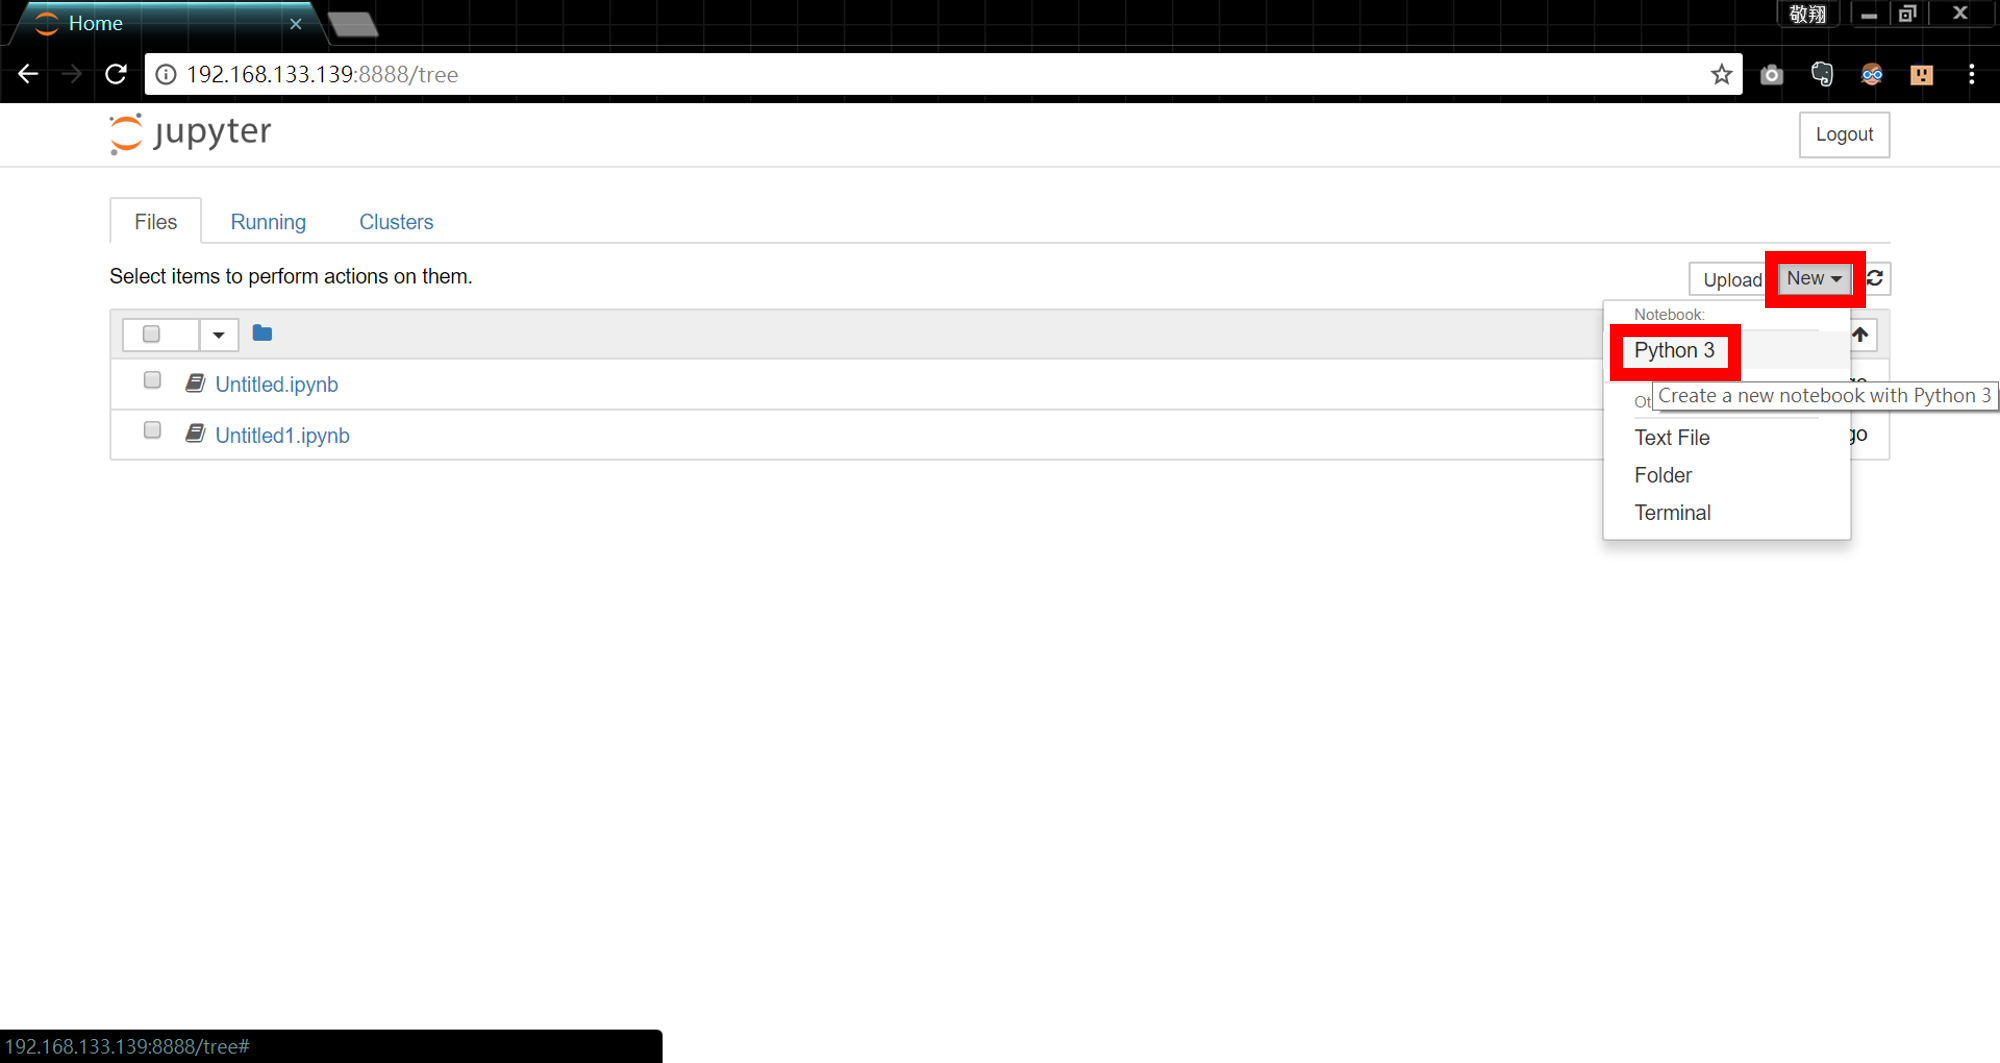 Home
敬翔
192.168.133.139:8888/tree
jupyter
Logout
Files Running Clusters
Select items to perform actions on them.
Upload New
Notebook:
Python 3
Create a new notebook with Python 3
Untitled.ipynb
Untitled1.ipynb
Text File
Folder
Terminal
192.168.133.139:8888/tree#